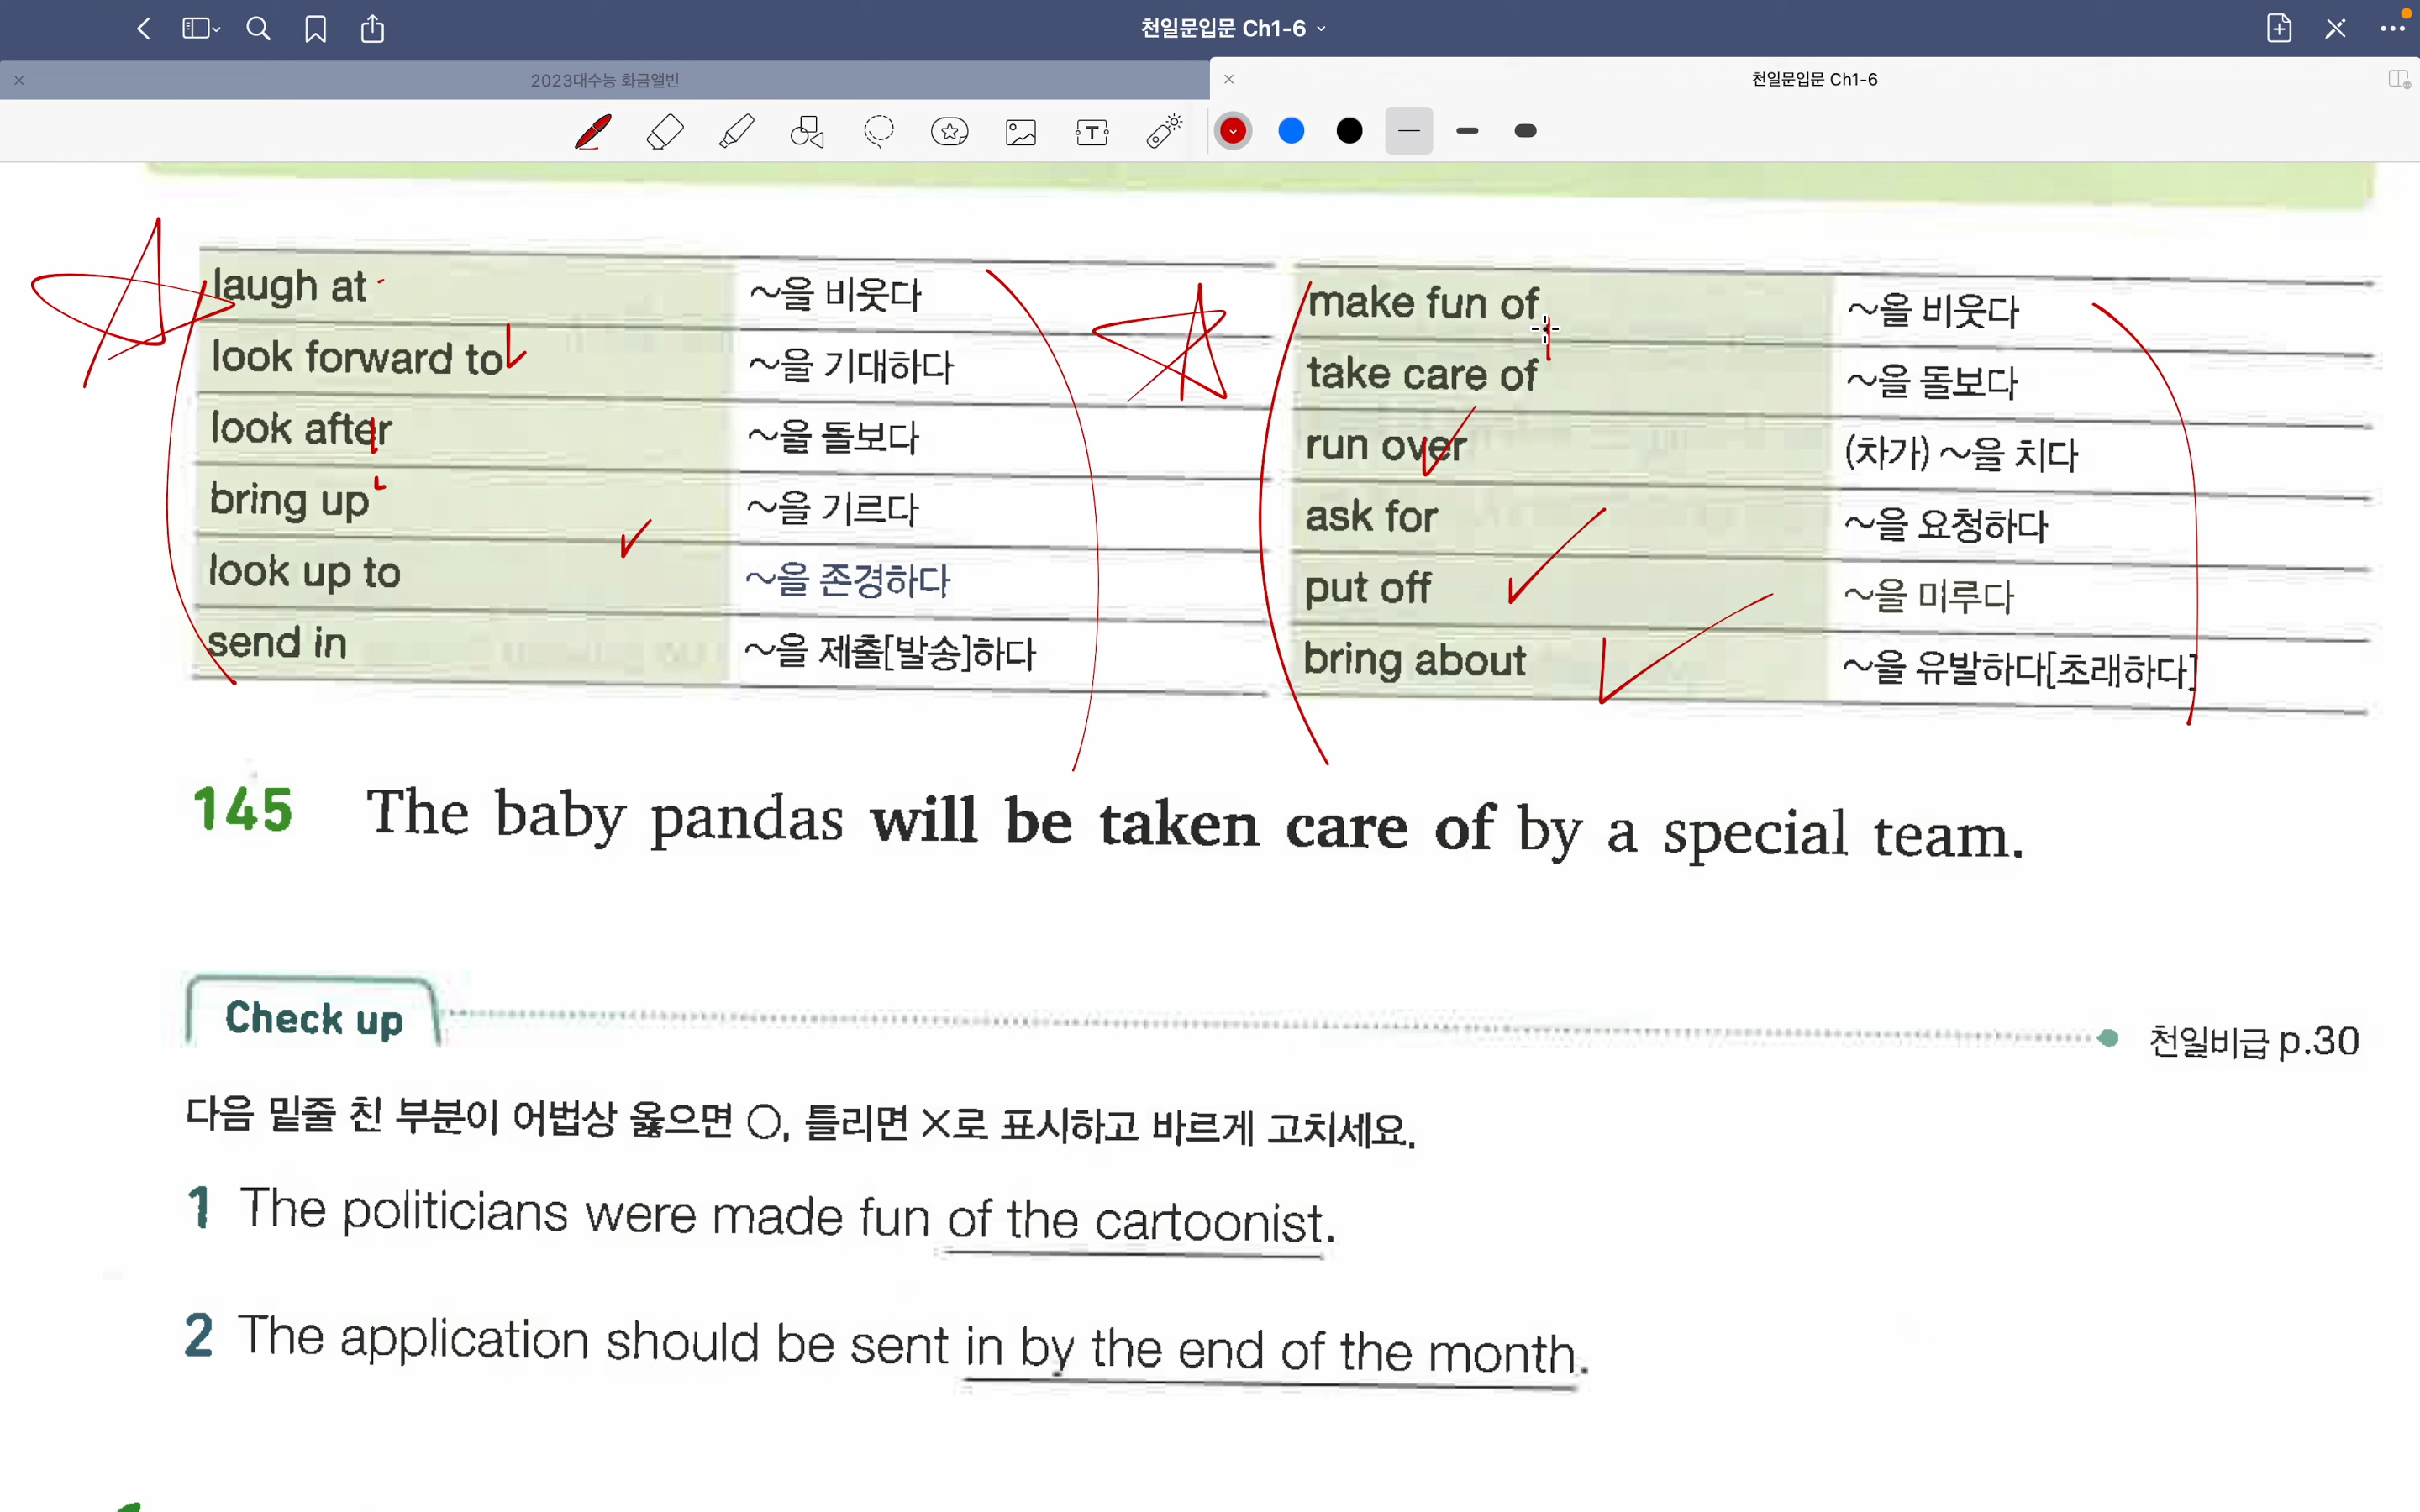 천일문입문 Ch1-6
2023대수능 화금앨빈
천일문입문 Ch1-6
laugh at ~을 비웃다
look forward to ~을 기대하다
look after ~을 돌보다
bring up ~을 기르다
look up to ~을 존경하다
send in ~을 제출[발송]하다
make fun of ~을 비웃다
take care of ~을 돌보다
run over (차가) ~을 치다
ask for ~을 요청하다
put off ~을 미루다
bring about ~을 유발하다[초래하다]
145 The baby pandas will be taken care of by a special team.
Check up
천일비급 p.30
다음 밑줄 친 부분이 어법상 옳으면 ○, 틀리면 ×로 표시하고 바르게 고치세요.
1 The politicians were made fun of the cartoonist.
2 The application should be sent in by the end of the month.